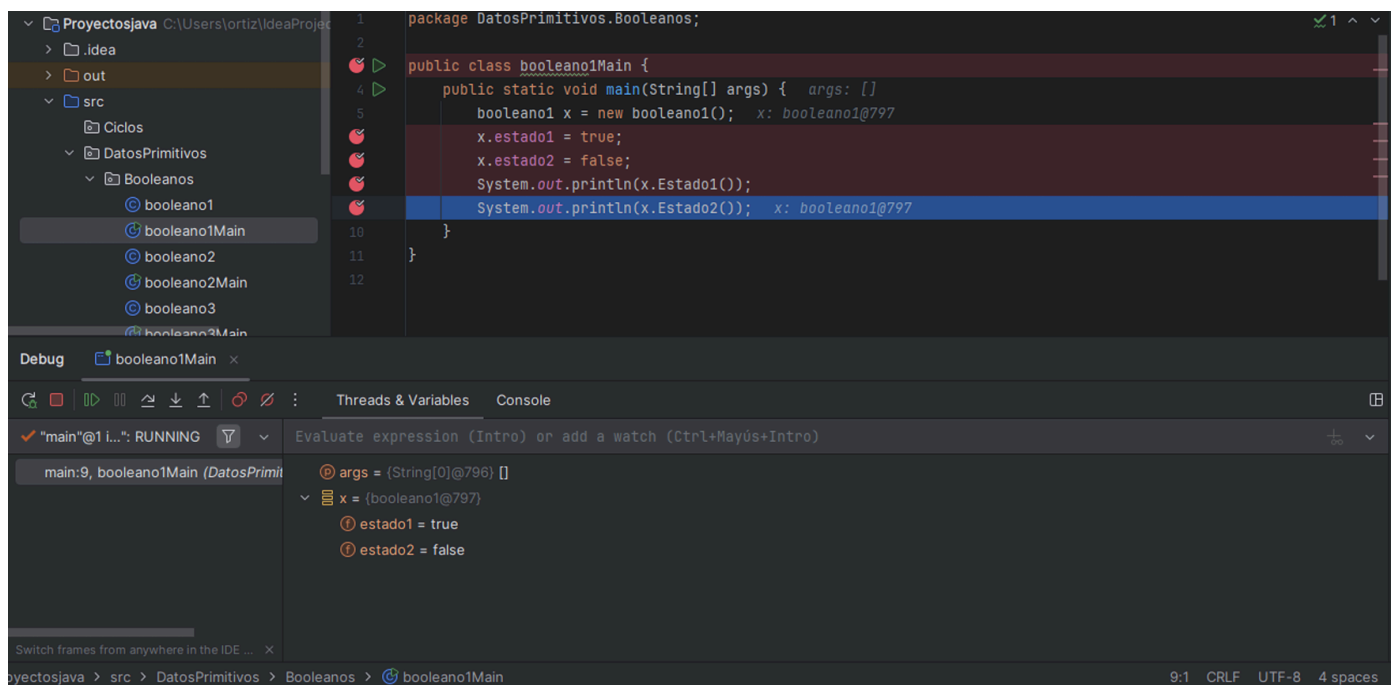 Proyectosjava C:\Users\ortiz\IdeaProjec
.idea
out
src
Ciclos
DatosPrimitivos
Booleanos
booleano1
booleano1Main
booleano2
booleano2Main
booleano3
booleano3Main
1 package DatosPrimitivos.Booleanos; 1
2
public class booleano1Main {
4 public static void main(String[] args) { args: []
5 booleano1 x = new booleano1(); x: booleano1@797
x.estado1 = true;
x.estado2 = false;
System.out.println(x.Estado1());
System.out.println(x.Estado2()); x: booleano1@797
10 }
11 }
12
Debug booleano1Main
Threads & Variables Console
"main"@1 i...": RUNNING
Evaluate expression (Intro) or add a watch (Ctrl+Mayús+Intro)
main:9, booleano1Main (DatosPrimit
args = {String[0]@796} []
x = {booleano1@797}
estado1 = true
estado2 = false
Switch frames from anywhere in the IDE ...
oyectosjava > src > DatosPrimitivos > Booleanos > booleano1Main 9:1 CRLF UTF-8 4 spaces